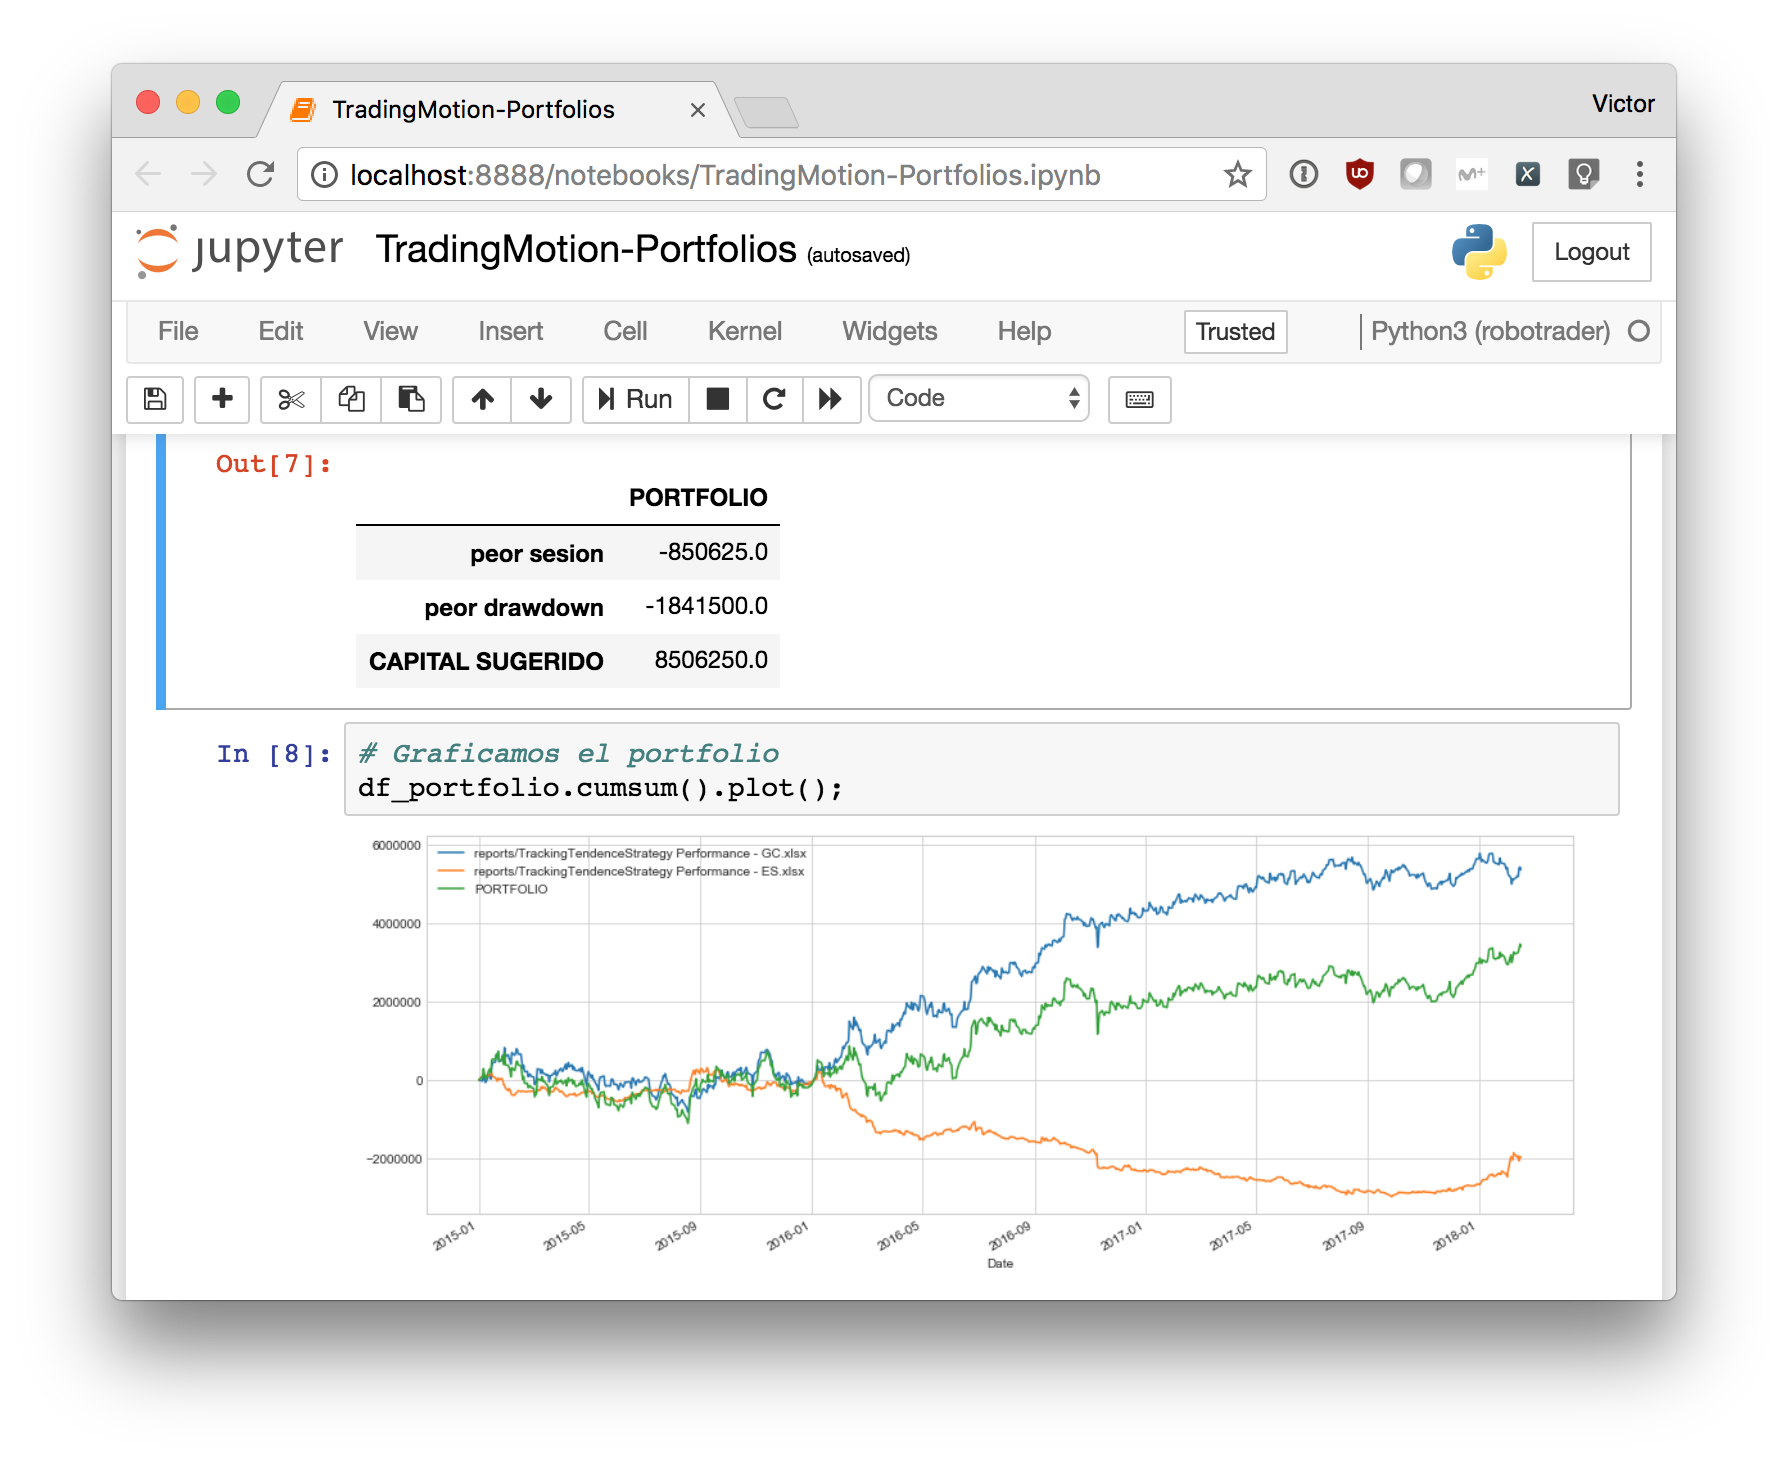 TradingMotion-Portfolios
Victor
localhost:8888/notebooks/TradingMotion-Portfolios.ipynb
jupyter TradingMotion-Portfolios (autosaved)
Logout
File Edit View Insert Cell Kernel Widgets Help Trusted Python3 (robotrader)
Run Code
Out[7]:
PORTFOLIO
peor sesion -850625.0
peor drawdown -1841500.0
CAPITAL SUGERIDO 8506250.0
In [8]: # Graficamos el portfolio
df_portfolio.cumsum().plot();
reports/TrackingTendenceStrategy Performance - GC.xlsx
reports/TrackingTendenceStrategy Performance - ES.xlsx
PORTFOLIO
6000000
4000000
2000000
0
−2000000
2015-01 2015-05 2015-09 2016-01 2016-05 2016-09 2017-01 2017-05 2017-09 2018-01
Date